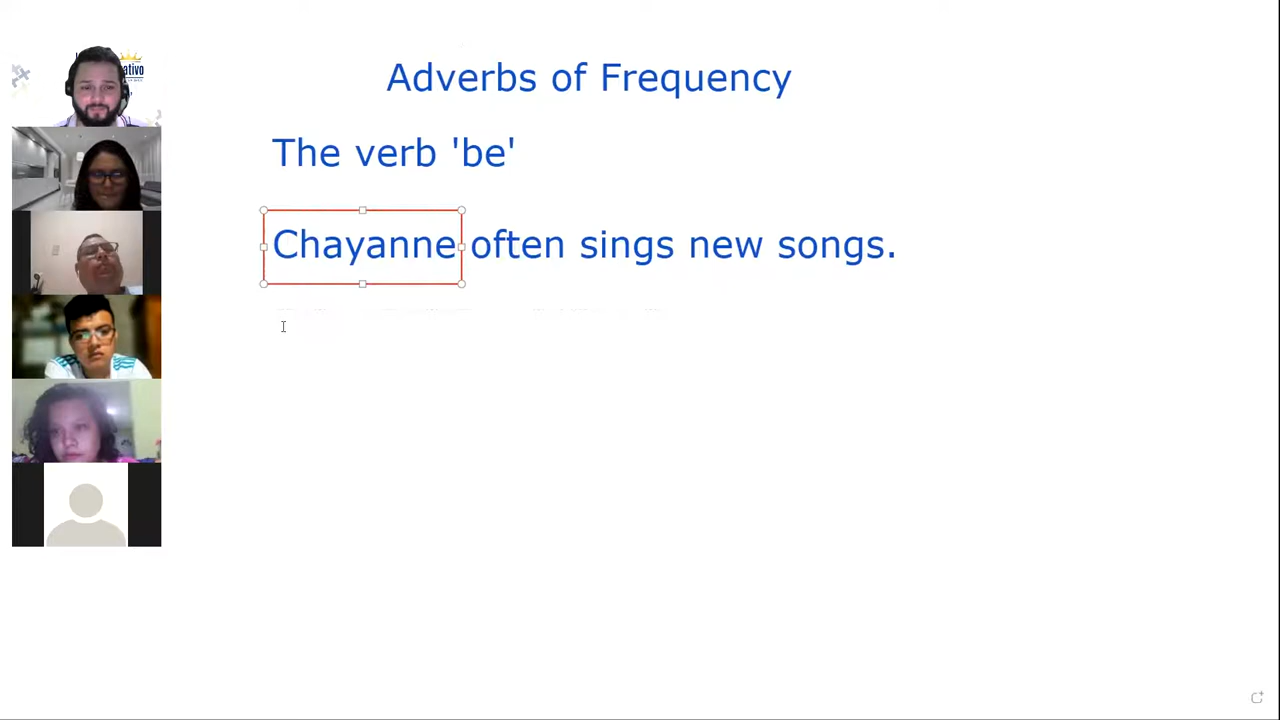 Adverbs of Frequency
The verb 'be'
Chayanne often sings new songs.